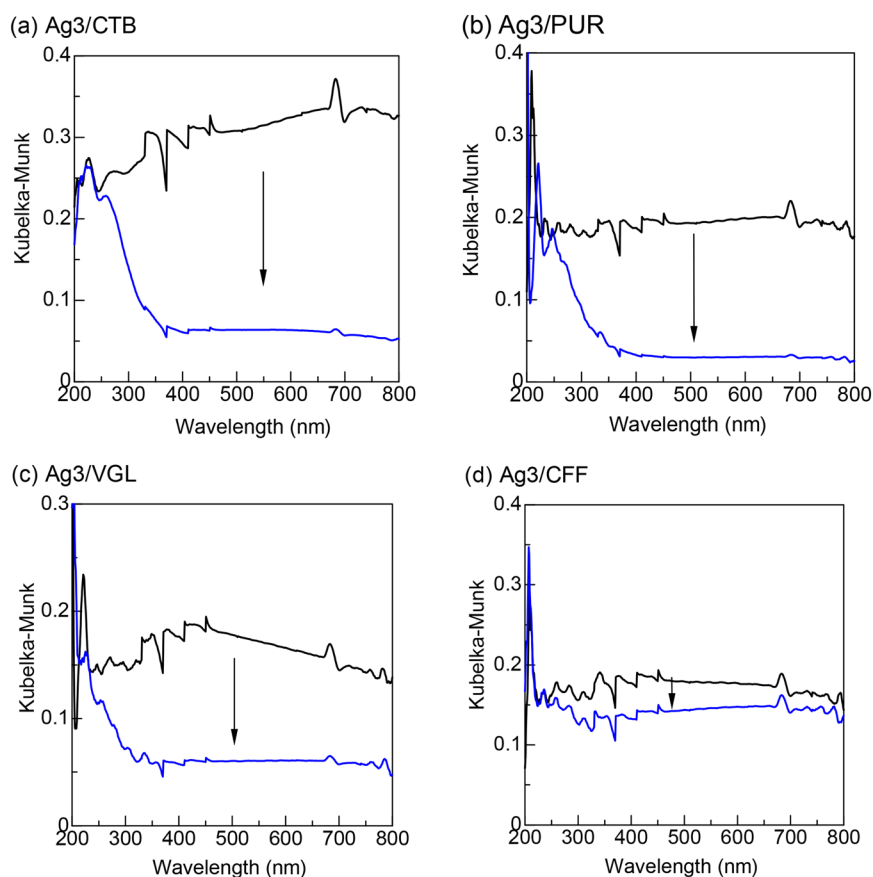 (a) Ag3/CTB
0.4
0.3
0.2
0.1
0
Kubelka-Munk
200 300 400 500 600 700 800
Wavelength (nm)
(b) Ag3/PUR
0.4
0.3
0.2
0.1
0
Kubelka-Munk
200 300 400 500 600 700 800
Wavelength (nm)
(c) Ag3/VGL
0.3
0.2
0.1
0
Kubelka-Munk
200 300 400 500 600 700 800
Wavelength (nm)
(d) Ag3/CFF
0.4
0.3
0.2
0.1
0
Kubelka-Munk
200 300 400 500 600 700 800
Wavelength (nm)